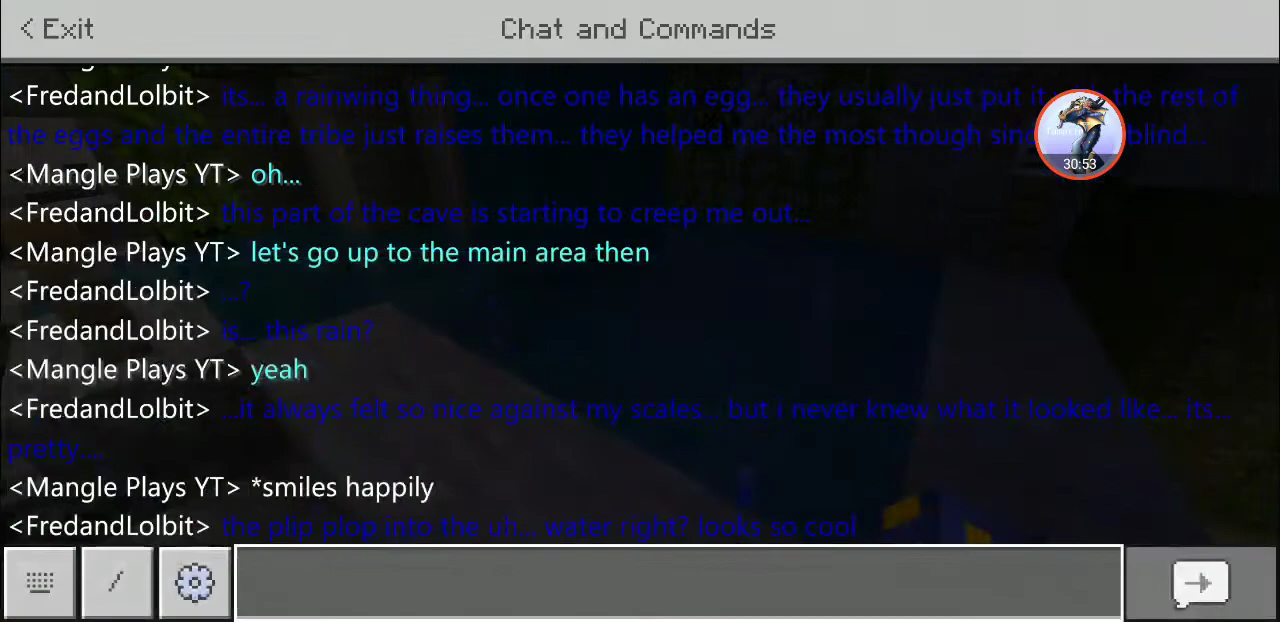 Exit
Chat and Commands
<FredandLolbit> its... a rainwing thing... once one has an egg... they usually just put it the rest of
the eggs and the entire tribe just raises them... they helped me the most though blind...
30:53
<Mangle Plays YT> oh...
<FredandLolbit> this part of the cave is starting to creep me out...
<Mangle Plays YT> let's go up to the main area then
<FredandLolbit> ...?
<FredandLolbit> is... this rain?
<Mangle Plays YT> yeah
<FredandLolbit> ...it always felt so nice against my scales... but i never knew what it looked like... its...
pretty....
<Mangle Plays YT> *smiles happily
<FredandLolbit> the plip plop into the uh... water right? looks so cool